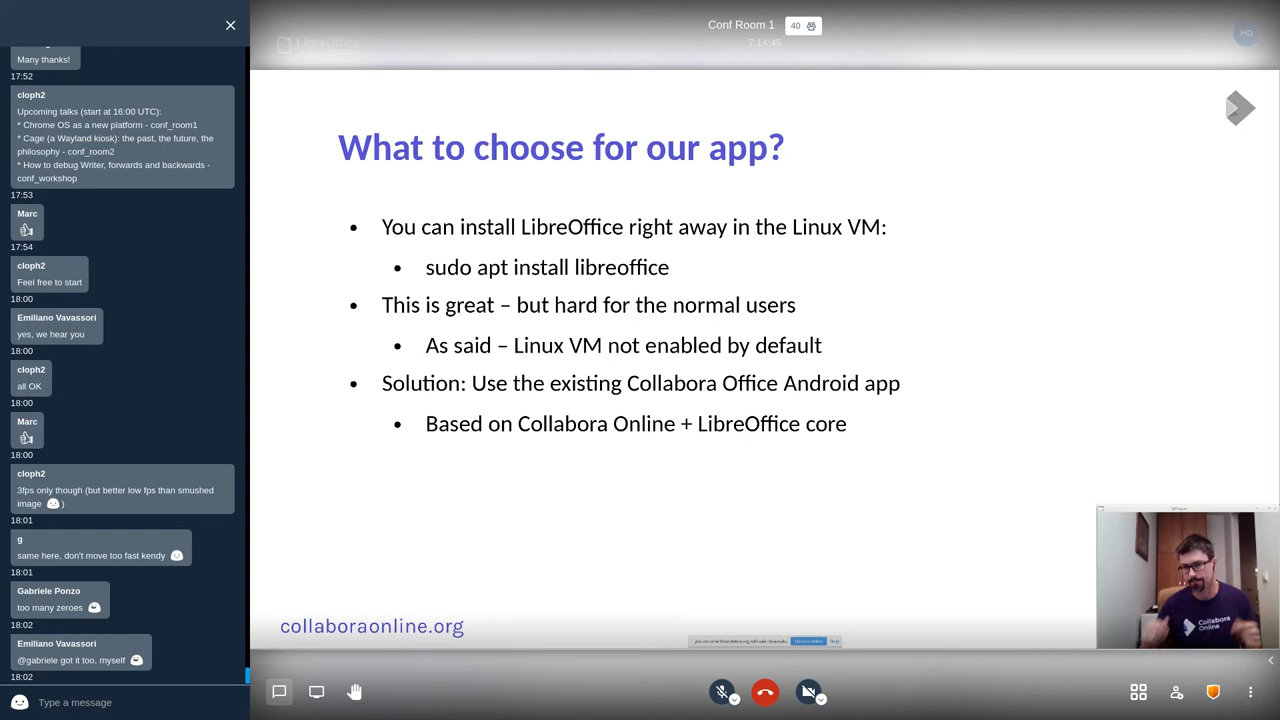 Many thanks!
17:52
cloph2
Upcoming talks (start at 16:00 UTC):
* Chrome OS as a new platform - conf_room1
* Cage (a Wayland kiosk): the past, the future, the
philosophy - conf_room2
* How to debug Writer, forwards and backwards -
conf_workshop
17:53
Marc
17:54
cloph2
Feel free to start
18:00
Emiliano Vavassori
yes, we hear you
18:00
cloph2
all OK
18:00
Marc
18:00
cloph2
3fps only though (but better low fps than smushed
image )
18:01
g
same here, don't move too fast kendy
18:01
Gabriele Ponzo
too many zeroes
18:02
Emiliano Vavassori
@gabriele got it too, myself
18:02
Type a message
Conf Room 1
40
7:14:45
LibreOffice
HD
What to choose for our app?
• You can install LibreOffice right away in the Linux VM:
• sudo apt install libreoffice
• This is great – but hard for the normal users
• As said – Linux VM not enabled by default
• Solution: Use the existing Collabora Office Android app
• Based on Collabora Online + LibreOffice core
collaboraonline.org
Collabora
Online